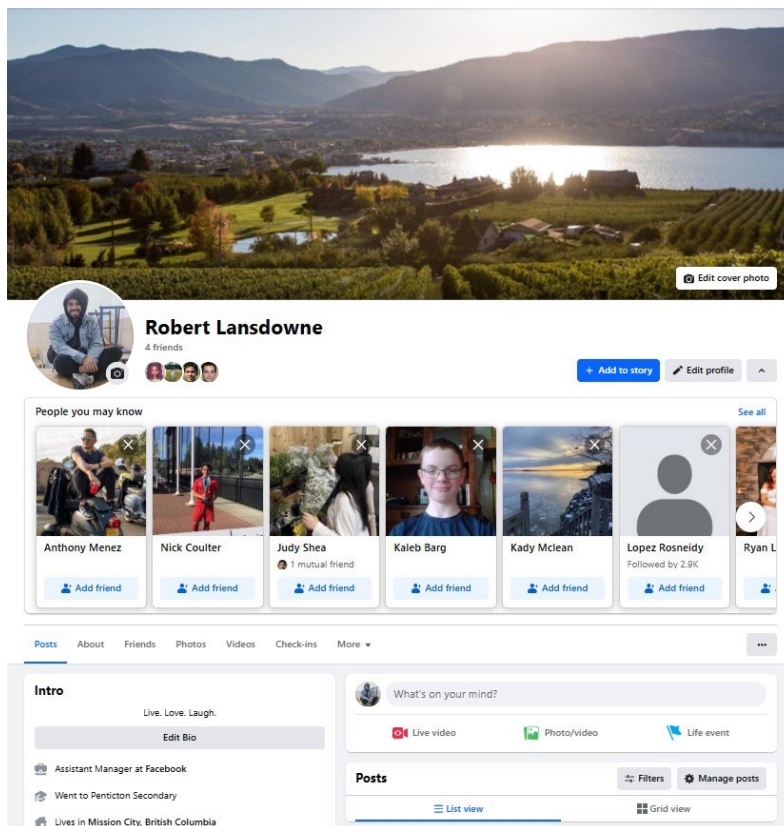 Edit cover photo
Robert Lansdowne
4 friends
+ Add to story
Edit profile
People you may know
See all
Anthony Menez
Nick Coulter
Judy Shea
Kaleb Barg
Kady Mclean
Lopez Rosneidy
Ryan L
1 mutual friend
Followed by 2.9K
Add friend
Add friend
Add friend
Add friend
Add friend
Add friend
Posts About Friends Photos Videos Check-ins More
Intro
Live. Love. Laugh.
Edit Bio
Assistant Manager at Facebook
Went to Penticton Secondary
Lives in Mission City, British Columbia
What's on your mind?
Live video
Photo/video
Life event
Posts
Filters
Manage posts
List view
Grid view